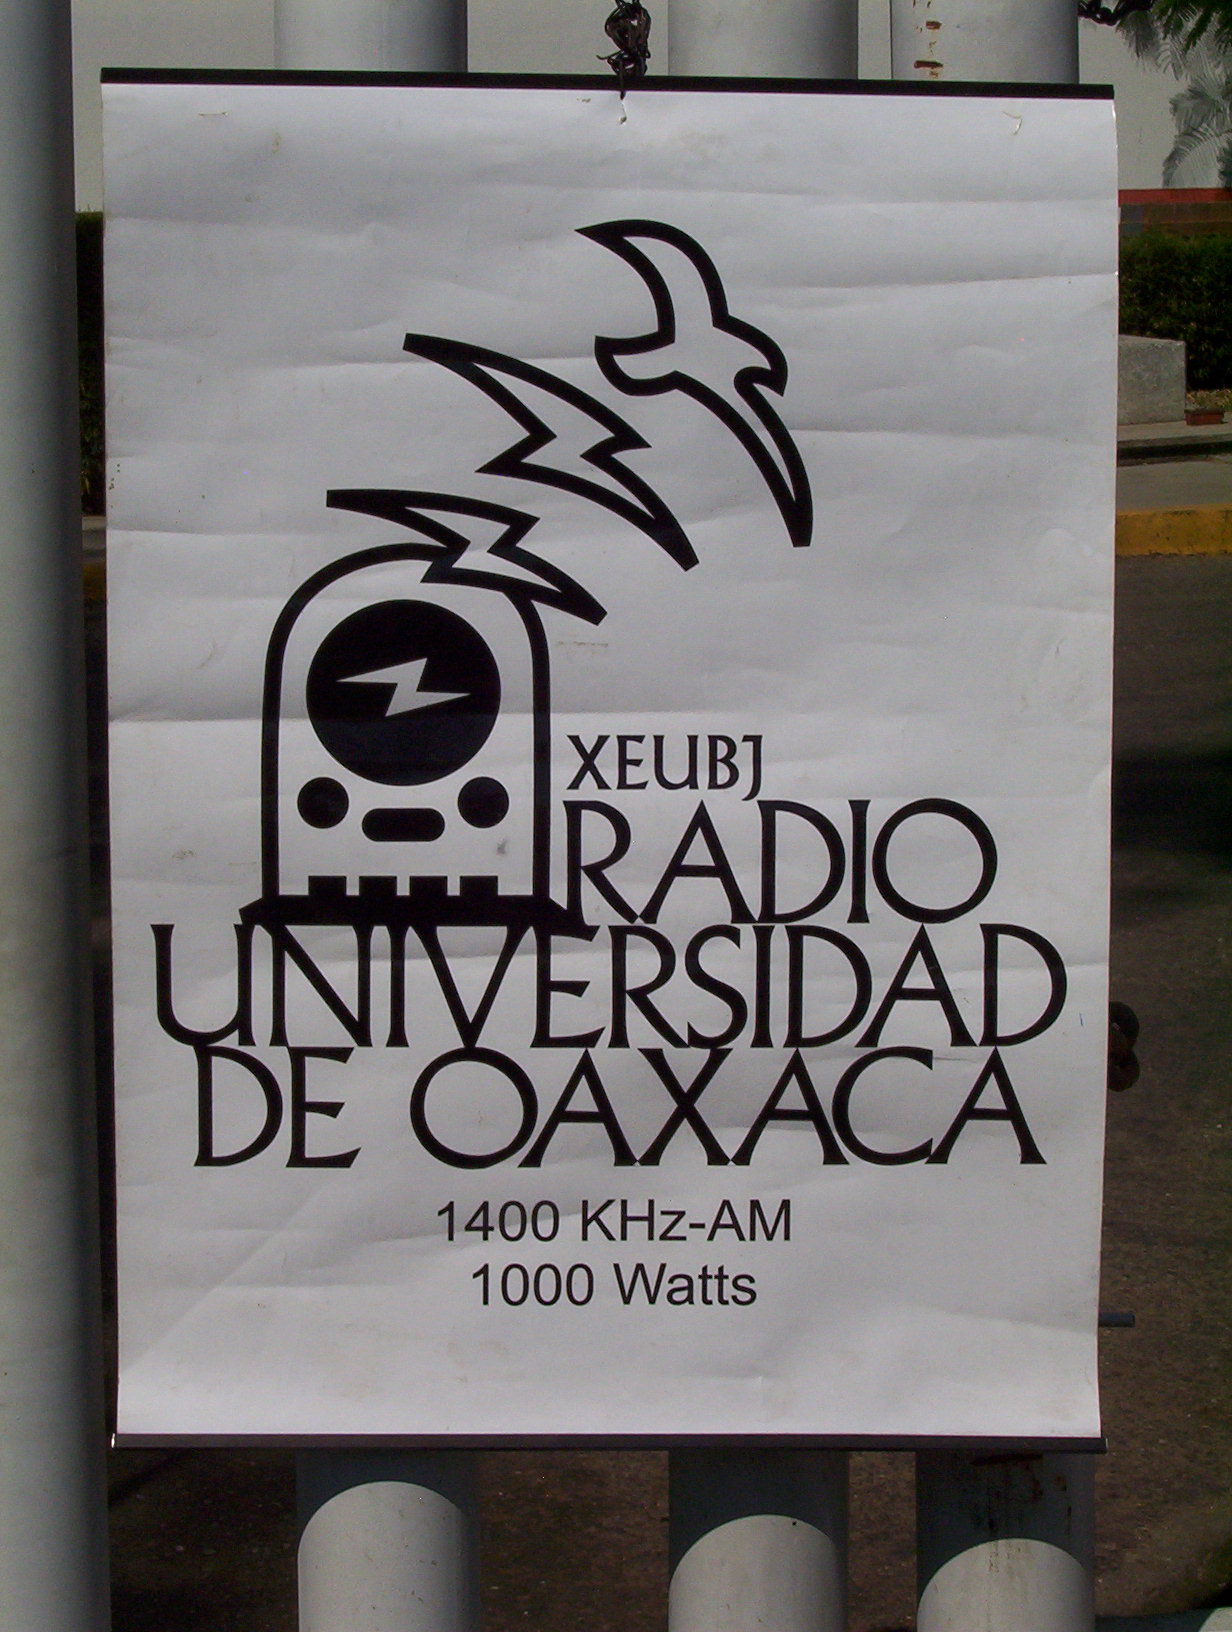 XEUBJ
RADIO
UNIVERSIDAD
DE OAXACA
1400 KHz-AM
1000 Watts